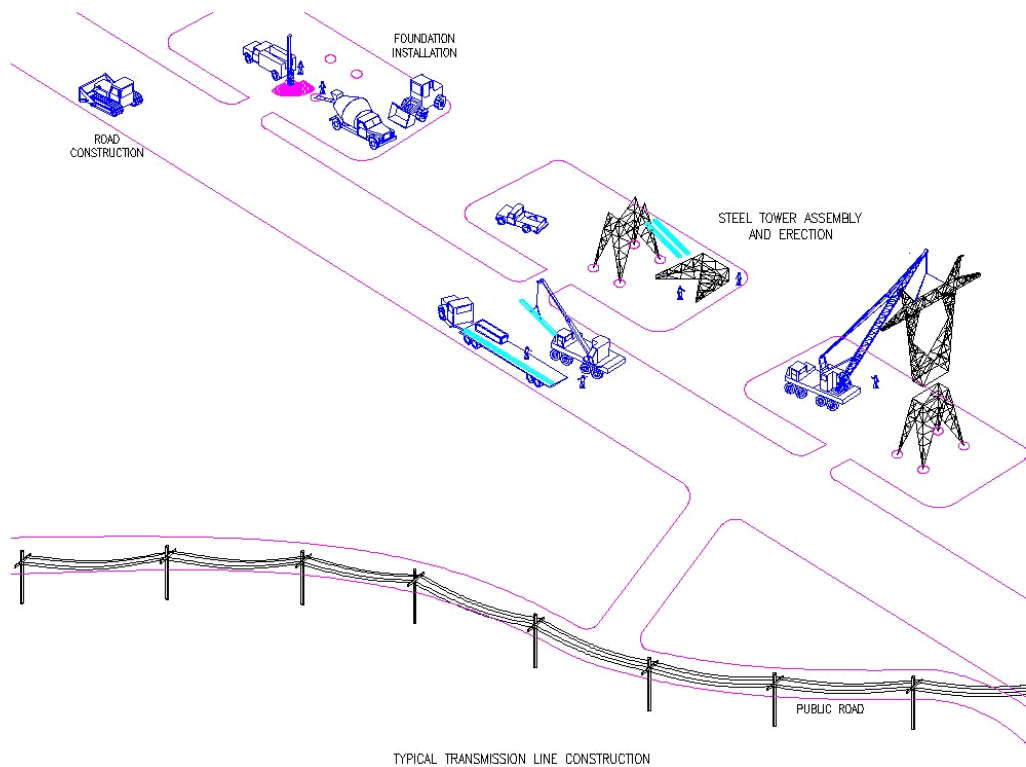 FOUNDATION
INSTALLATION
ROAD
CONSTRUCTION
STEEL TOWER ASSEMBLY
AND ERECTION
PUBLIC ROAD
TYPICAL TRANSMISSION LINE CONSTRUCTION